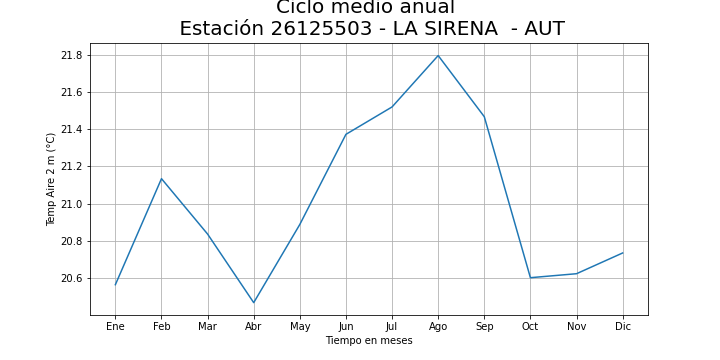 Ciclo medio anual
Estación 26125503 - LA SIRENA  - AUT
21.8
21.6
21.4
21.2
21.0
20.8
20.6
Temp Aire 2 m (°C)
Ene Feb Mar Abr May Jun Jul Ago Sep Oct Nov Dic
Tiempo en meses